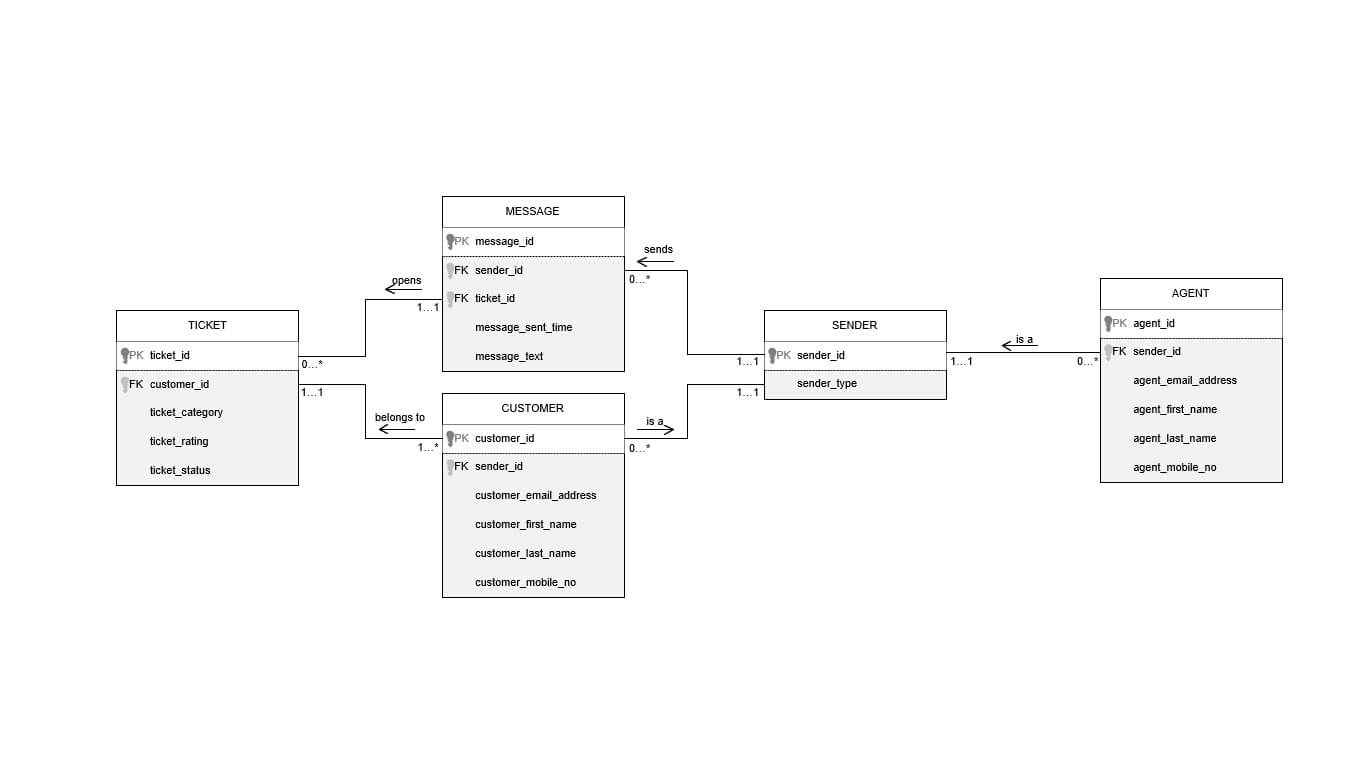 MESSAGE
PK message_id
FK sender_id
FK ticket_id
message_sent_time
message_text
opens
1...1
0...*
sends
0...*
1...1
TICKET
PK ticket_id
FK customer_id
ticket_category
ticket_rating
ticket_status
1...1
belongs to
1...*
CUSTOMER
PK customer_id
FK sender_id
customer_email_address
customer_first_name
customer_last_name
customer_mobile_no
is a
0...*
1...1
SENDER
PK sender_id
sender_type
is a
1...1
0...*
AGENT
PK agent_id
FK sender_id
agent_email_address
agent_first_name
agent_last_name
agent_mobile_no